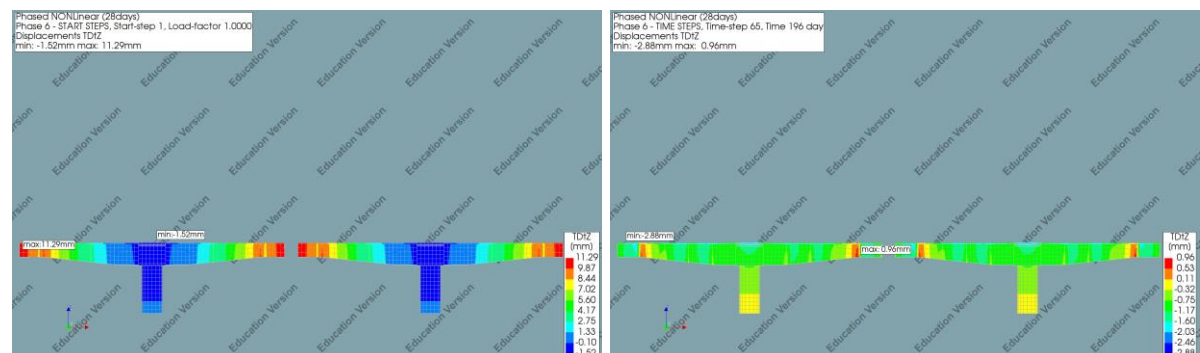 Phased NONLinear (28days)
Phase 6 - START STEPS, Start-step 1, Load-factor 1.0000
Displacements TDtZ
min: -1.52mm max: 11.29mm
Education Version
min:-1.52mm
max:11.29mm
TDtZ
(mm)
11.29
9.87
8.44
7.02
5.60
4.17
2.75
1.33
-0.10
-1.52
Phased NONLinear (28days)
Phase 6 - TIME STEPS, Time-step 65, Time 196 day
Displacements TDtZ
min: -2.88mm max: 0.96mm
Education Version
min:-2.88mm
max:0.96mm
TDtZ
(mm)
0.96
0.53
0.11
-0.32
-0.75
-1.17
-1.60
-2.03
-2.46
-2.88